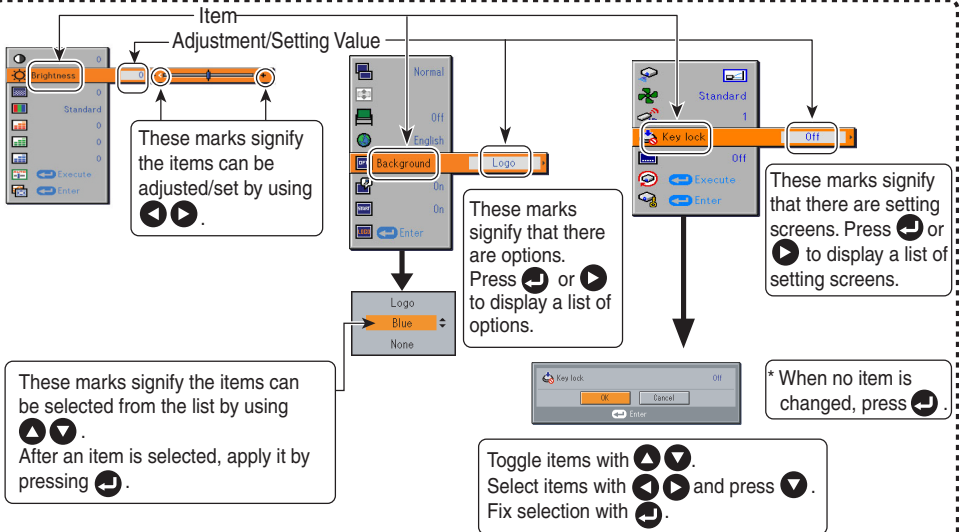 Item
Adjustment/Setting Value
0
Brightness 0
0
Standard
0
0
0
Execute
Enter
These marks signify
the items can be
adjusted/set by using
.
Normal
Off
English
Background Logo
On
On
Enter
These marks
signify that there
are options.
Press or
to display a list of
options.
Logo
Blue
None
Standard
1
Key lock Off
Off
Execute
Enter
These marks signify
that there are setting
screens. Press or
to display a list of
setting screens.
Key lock Off
OK Cancel
Enter
* When no item is
changed, press .
These marks signify the items can
be selected from the list by using
.
After an item is selected, apply it by
pressing .
Toggle items with .
Select items with and press .
Fix selection with .